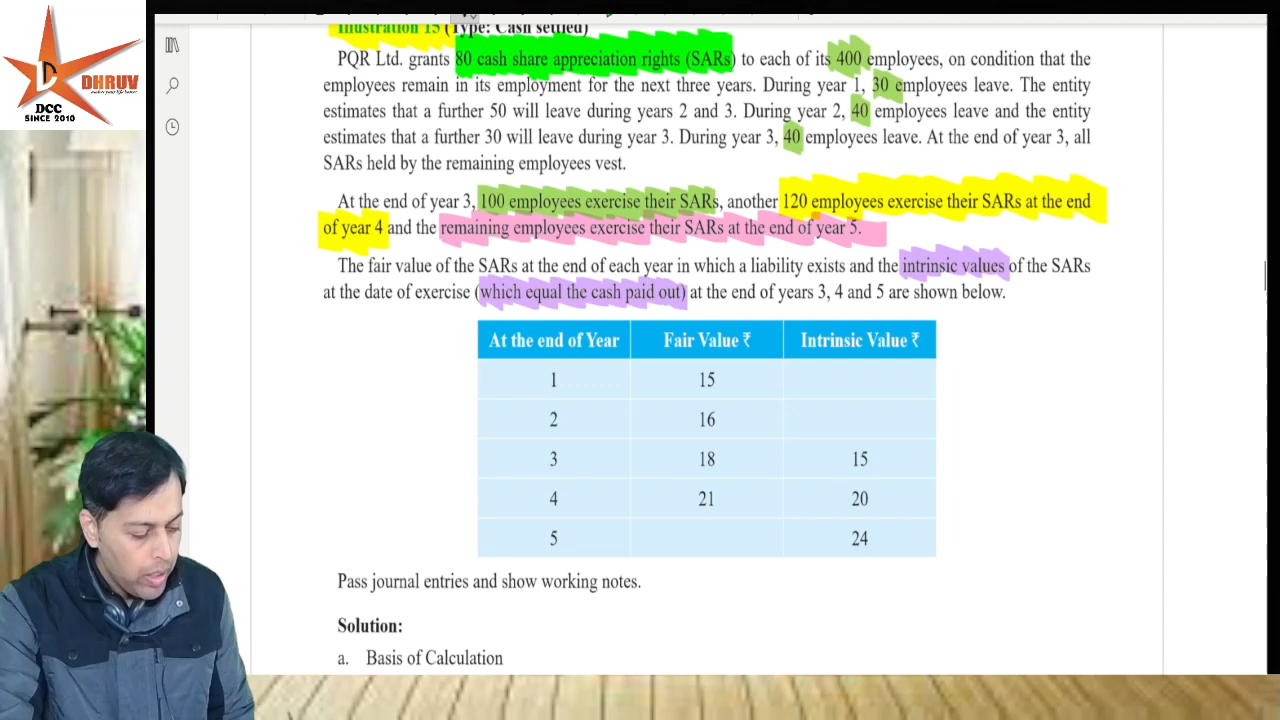 D
DHRUV
makes your life better
DCC
SINCE 2010
Illustration 15 (Type: Cash settled)
PQR Ltd. grants 80 cash share appreciation rights (SARs) to each of its 400 employees, on condition that the
employees remain in its employment for the next three years. During year 1, 30 employees leave. The entity
estimates that a further 50 will leave during years 2 and 3. During year 2, 40 employees leave and the entity
estimates that a further 30 will leave during year 3. During year 3, 40 employees leave. At the end of year 3, all
SARs held by the remaining employees vest.
At the end of year 3, 100 employees exercise their SARs, another 120 employees exercise their SARs at the end
of year 4 and the remaining employees exercise their SARs at the end of year 5.
The fair value of the SARs at the end of each year in which a liability exists and the intrinsic values of the SARs
at the date of exercise (which equal the cash paid out) at the end of years 3, 4 and 5 are shown below.
At the end of Year Fair Value ₹ Intrinsic Value ₹
1 15
2 16
3 18 15
4 21 20
5 24
Pass journal entries and show working notes.
Solution:
a. Basis of Calculation